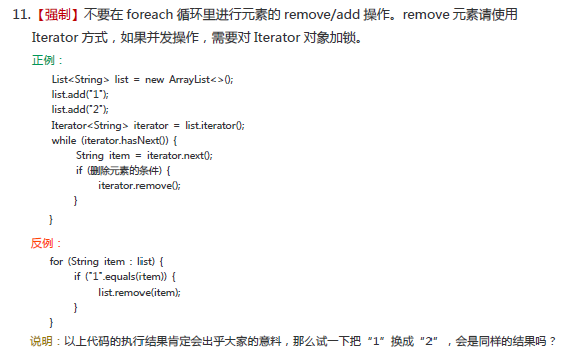 11.【强制】不要在 foreach 循环里进行元素的 remove/add 操作。remove 元素请使用
Iterator 方式，如果并发操作，需要对 Iterator 对象加锁。
正例：
List<String> list = new ArrayList<>();
list.add("1");
list.add("2");
Iterator<String> iterator = list.iterator();
while (iterator.hasNext()) {
String item = iterator.next();
if (删除元素的条件) {
iterator.remove();
}
}
反例：
for (String item : list) {
if ("1".equals(item)) {
list.remove(item);
}
}
说明：以上代码的执行结果肯定会出乎大家的意料，那么试一下把“1”换成“2”，会是同样的结果吗？